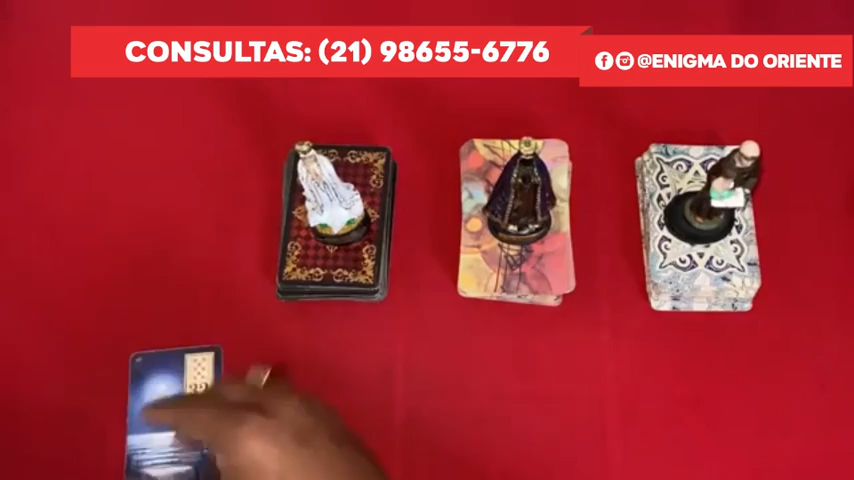 CONSULTAS: (21) 98655-6776
@ENIGMA DO ORIENTE